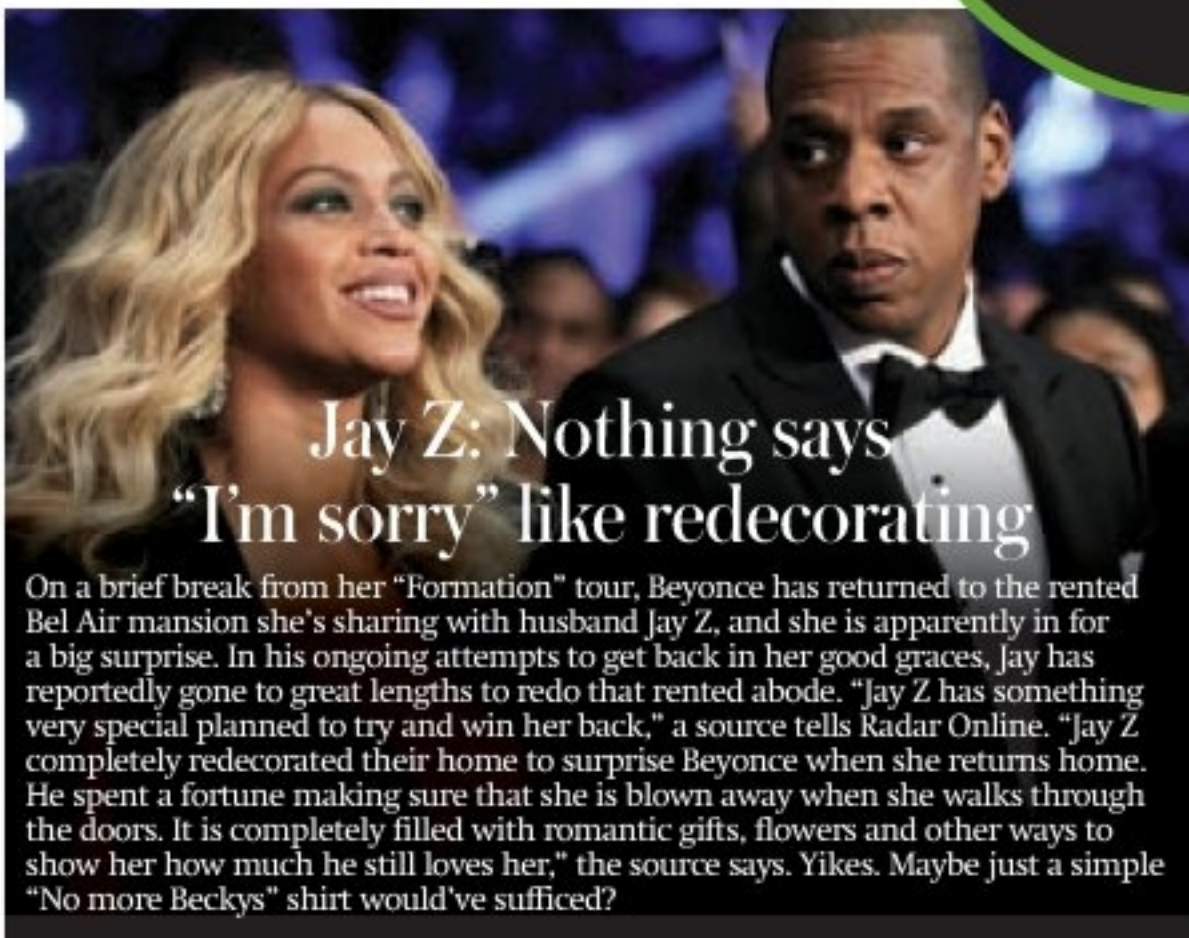 Jay Z: Nothing says
“I’m sorry” like redecorating
On a brief break from her “Formation” tour, Beyonce has returned to the rented
Bel Air mansion she’s sharing with husband Jay Z, and she is apparently in for
a big surprise. In his ongoing attempts to get back in her good graces, Jay has
reportedly gone to great lengths to redo that rented abode. “Jay Z has something
very special planned to try and win her back,” a source tells Radar Online. “Jay Z
completely redecorated their home to surprise Beyonce when she returns home.
He spent a fortune making sure that she is blown away when she walks through
the doors. It is completely filled with romantic gifts, flowers and other ways to
show her how much he still loves her,” the source says. Yikes. Maybe just a simple
“No more Beckys” shirt would’ve sufficed?